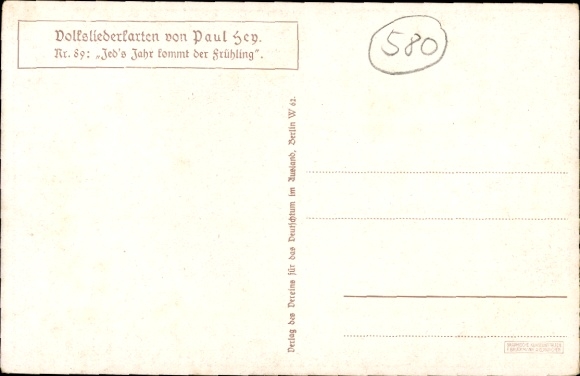 Volksliederkarten von Paul Hey.
Nr. 89: „Jed's Jahr kommt der Frühling".
580
Verlag des Vereins für das Deutschtum im Ausland, Berlin W 62.